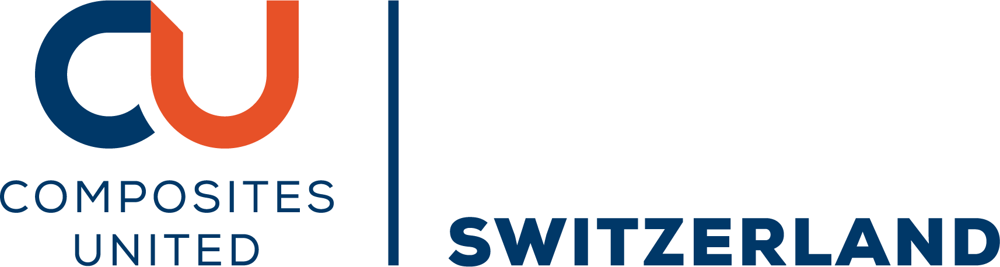 CU
COMPOSITES
UNITED
SWITZERLAND